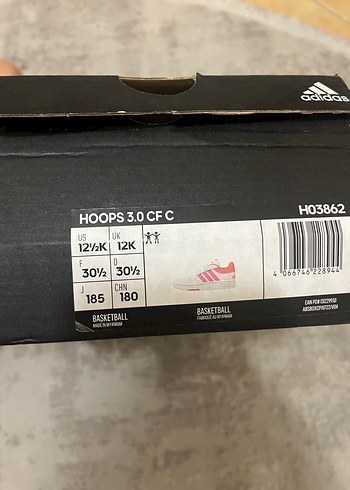 adidas
HOOPS 3.0 CF C
H03862
US
12½K
UK
12K
F
30½
D
30½
J
185
CHN
180
4 066746 228944
BASKETBALL
MADE IN MYANMAR
BASKETBALL
FABRIQUÉ AU MYANMAR